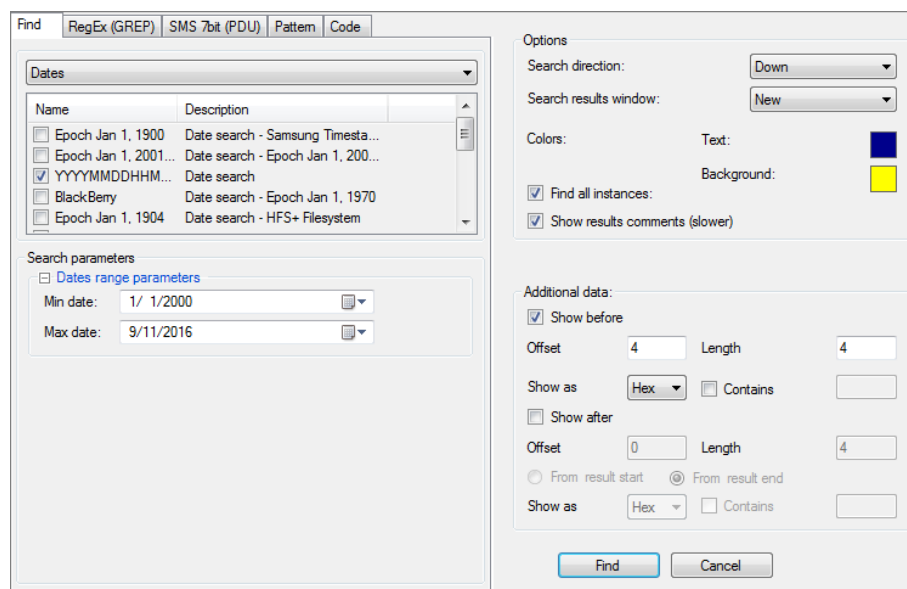 Find RegEx (GREP) SMS 7bit (PDU) Pattern Code
Dates
Name Description
Epoch Jan 1, 1900 Date search - Samsung Timesta...
Epoch Jan 1, 2001... Date search - Epoch Jan 1, 200...
YYYYMMDDHHM... Date search
BlackBerry Date search - Epoch Jan 1, 1970
Epoch Jan 1, 1904 Date search - HFS+ Filesystem
Search parameters
Dates range parameters
Min date: 1/ 1/2000
Max date: 9/11/2016
Options
Search direction: Down
Search results window: New
Colors: Text:
Background:
Find all instances:
Show results comments (slower)
Additional data:
Show before
Offset 4 Length 4
Show as Hex Contains
Show after
Offset 0 Length 4
From result start From result end
Show as Hex Contains
Find Cancel